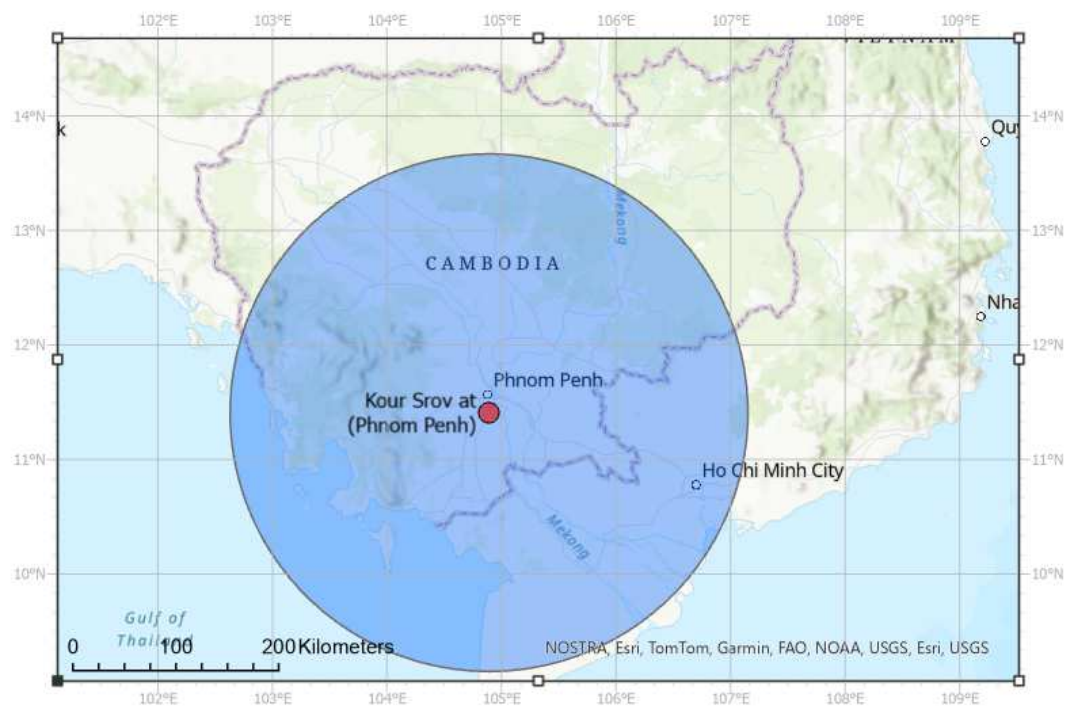 102°E 103°E 104°E 105°E 106°E 107°E 108°E 109°E
14°N 14°N
k
Quy
Mekong
13°N 13°N
CAMBODIA
Nha
12°N 12°N
Phnom Penh
Kour Srov at
(Phnom Penh)
11°N 11°N
Ho Chi Minh City
Mekong
10°N 10°N
Gulf of
Thailand
0 100 200 Kilometers
NOSTRA, Esri, TomTom, Garmin, FAO, NOAA, USGS, Esri, USGS
102°E 103°E 104°E 105°E 106°E 107°E 108°E 109°E